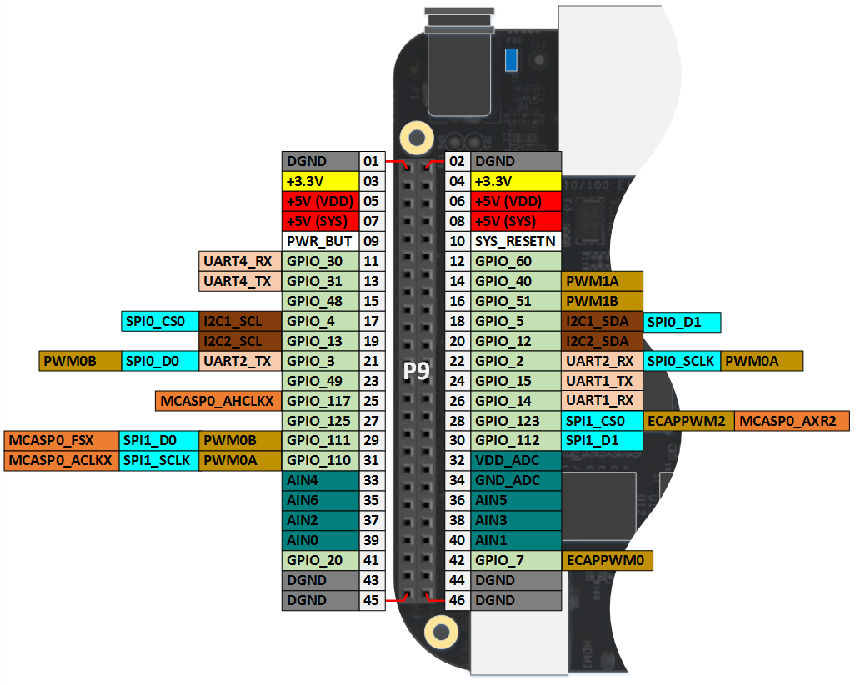 DGND 01 02 DGND
+3.3V 03 04 +3.3V
+5V (VDD) 05 06 +5V (VDD)
+5V (SYS) 07 08 +5V (SYS)
PWR_BUT 09 10 SYS_RESETN
UART4_RX GPIO_30 11 12 GPIO_60
UART4_TX GPIO_31 13 14 GPIO_40 PWM1A
GPIO_48 15 16 GPIO_51 PWM1B
SPI0_CS0 I2C1_SCL GPIO_4 17 18 GPIO_5 I2C1_SDA SPI0_D1
I2C2_SCL GPIO_13 19 20 GPIO_12 I2C2_SDA
PWM0B SPI0_D0 UART2_TX GPIO_3 21 P9 22 GPIO_2 UART2_RX SPI0_SCLK PWM0A
GPIO_49 23 24 GPIO_15 UART1_TX
MCASP0_AHCLKX GPIO_117 25 26 GPIO_14 UART1_RX
GPIO_125 27 28 GPIO_123 SPI1_CS0 ECAPPWM2 MCASP0_AXR2
MCASP0_FSX SPI1_D0 PWM0B GPIO_111 29 30 GPIO_112 SPI1_D1
MCASP0_ACLKX SPI1_SCLK PWM0A GPIO_110 31 32 VDD_ADC
AIN4 33 34 GND_ADC
AIN6 35 36 AIN5
AIN2 37 38 AIN3
AIN0 39 40 AIN1
GPIO_20 41 42 GPIO_7 ECAPPWM0
DGND 43 44 DGND
DGND 45 46 DGND
HDMI